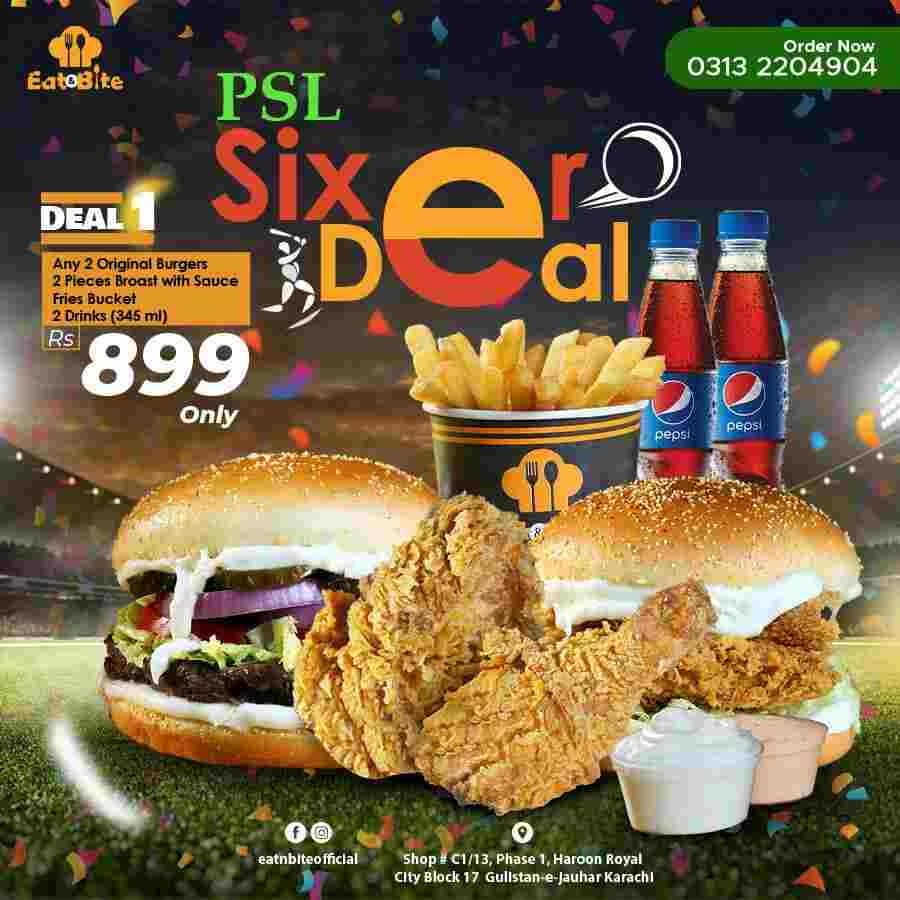 Eat&Bite
Order Now
0313 2204904
PSL
Sixer
Deal
DEAL 1
Any 2 Original Burgers
2 Pieces Broast with Sauce
Fries Bucket
2 Drinks (345 ml)
Rs
899
Only
pepsi
pepsi
eatnbiteofficial
Shop # C1/13, Phase 1, Haroon Royal
City Block 17 Gulistan-e-Jauhar Karachi